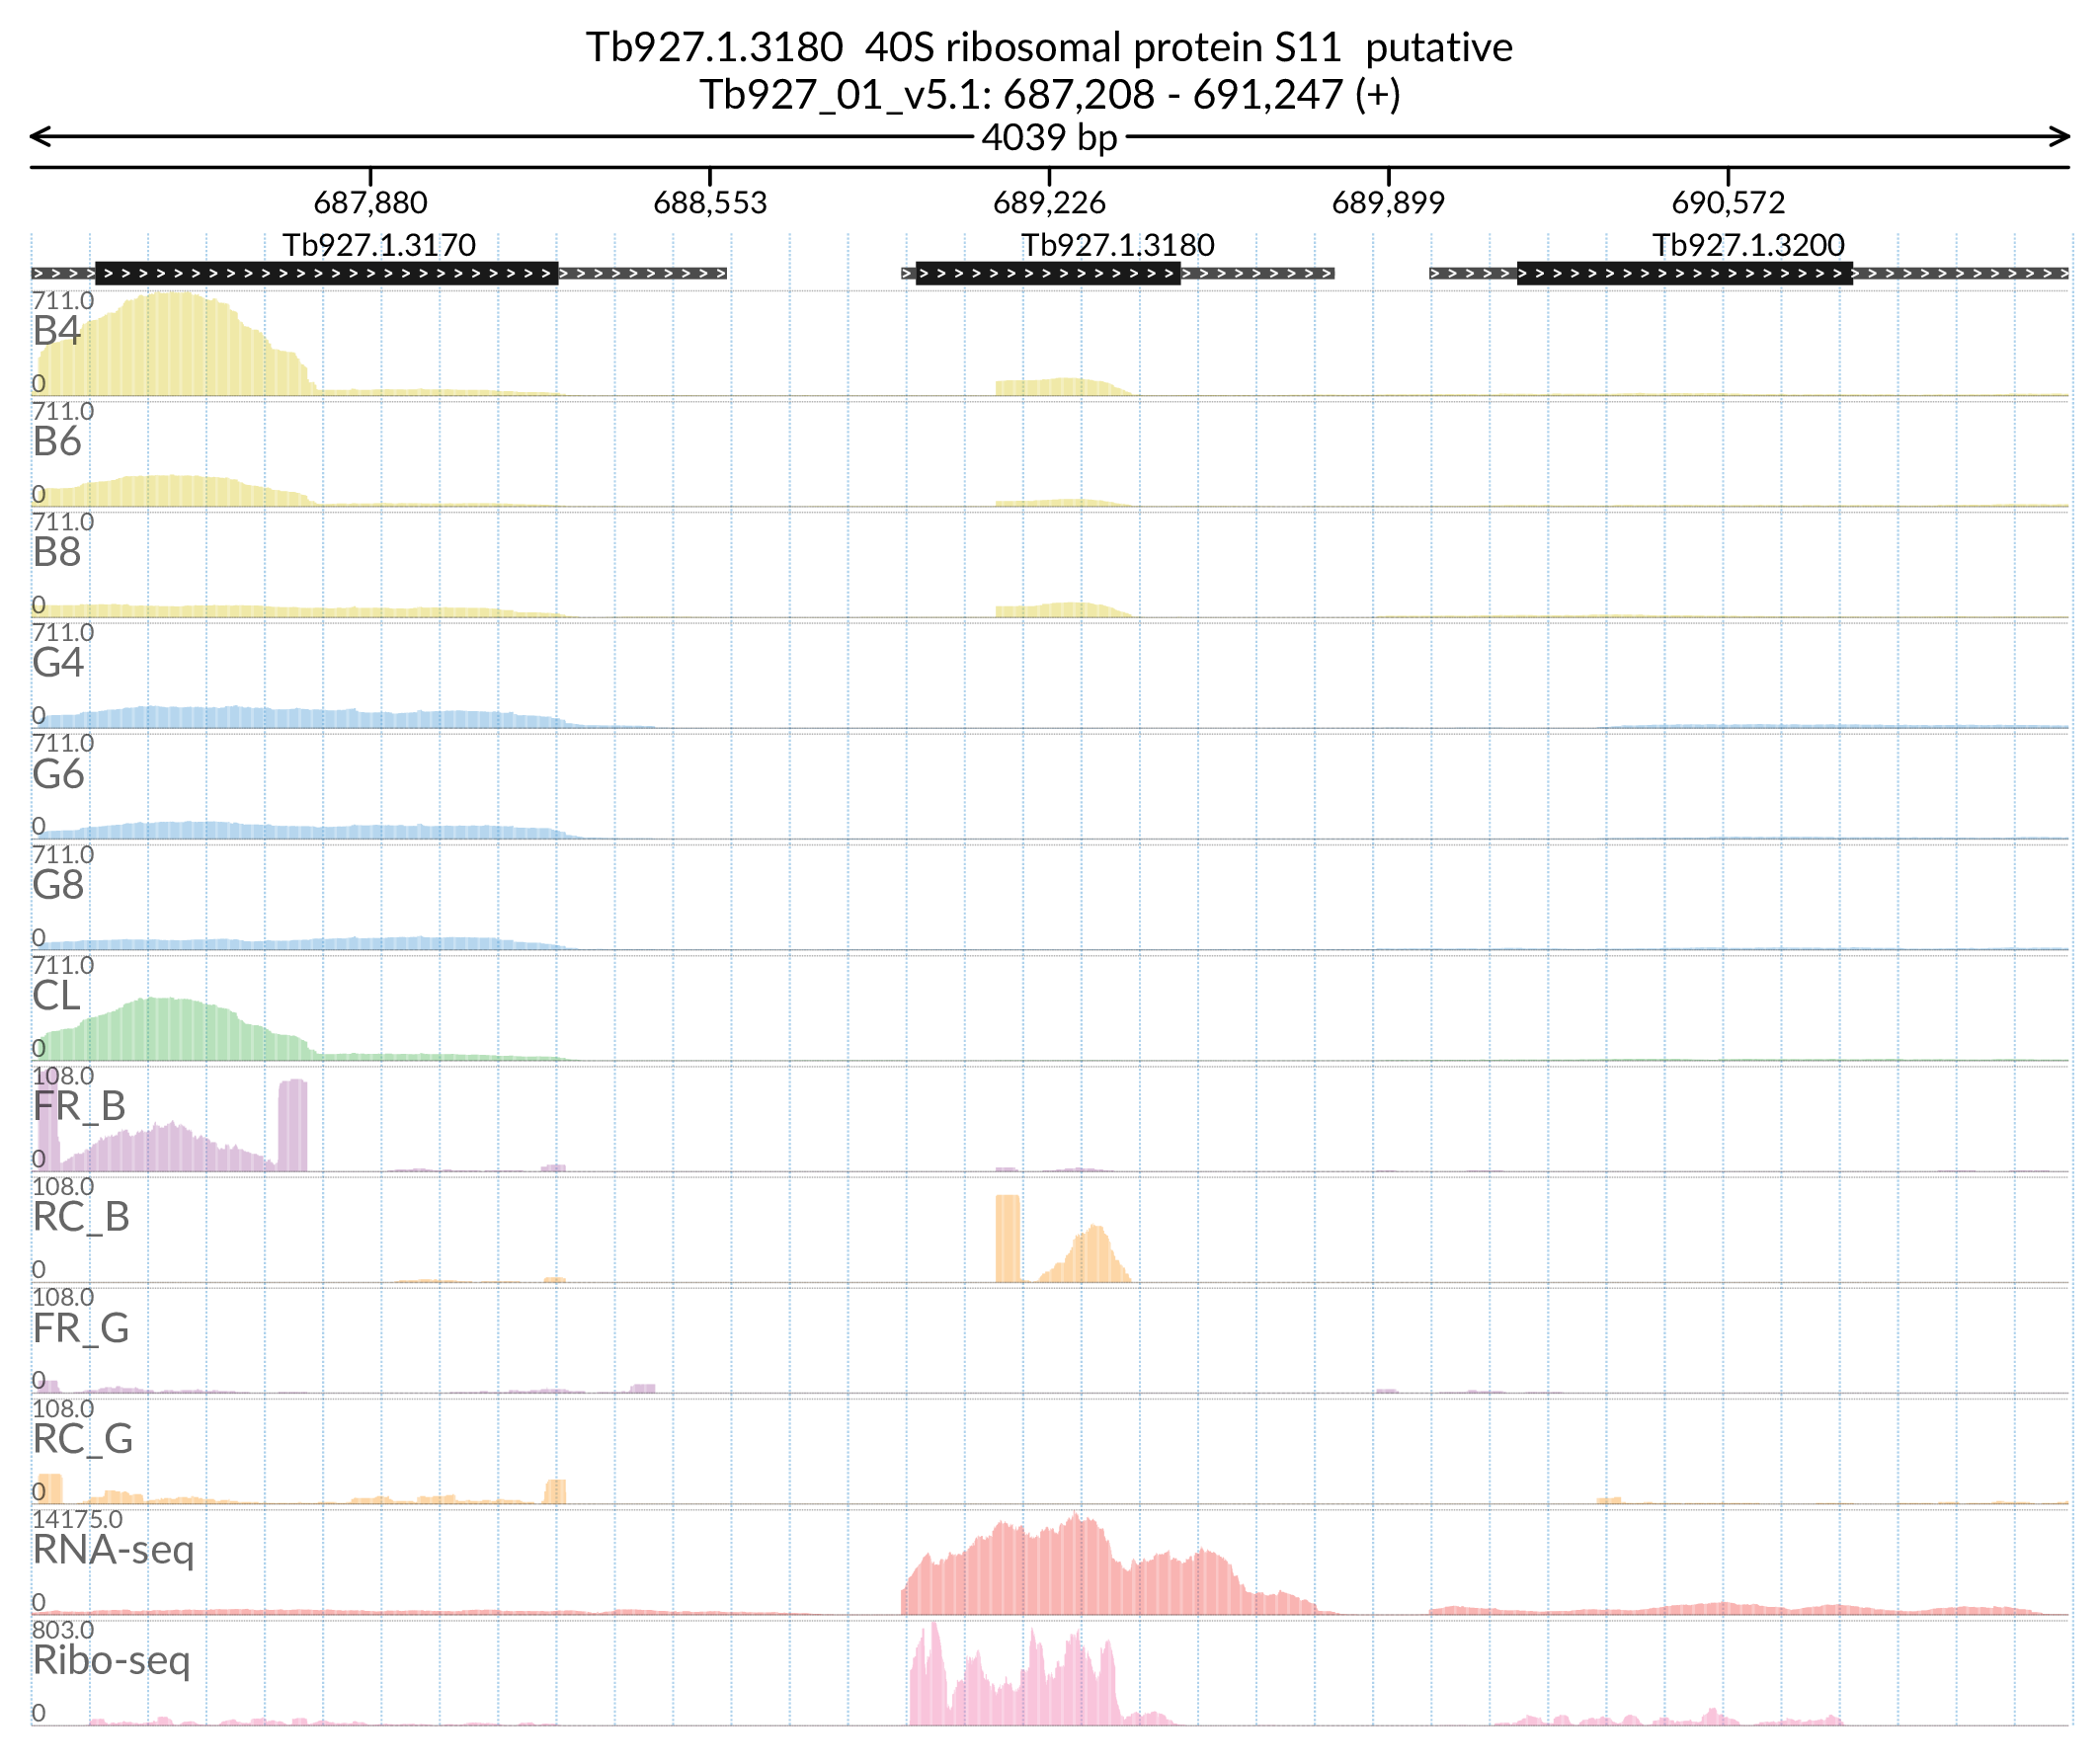 Tb927.1.3180  40S ribosomal protein S11  putative
Tb927_01_v5.1: 687,208 - 691,247 (+)
4039 bp
687,880 688,553 689,226 689,899 690,572
Tb927.1.3170 Tb927.1.3180 Tb927.1.3200
711.0
B4
0
711.0
B6
0
711.0
B8
0
711.0
G4
0
711.0
G6
0
711.0
G8
0
711.0
CL
0
108.0
FR_B
0
108.0
RC_B
0
108.0
FR_G
0
108.0
RC_G
0
14175.0
RNA-seq
0
803.0
Ribo-seq
0